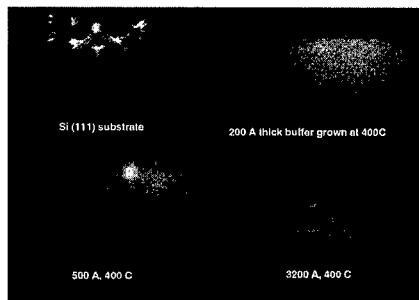 Si (111) substrate
200 A thick buffer grown at 400C
500 A, 400 C
3200 A, 400 C